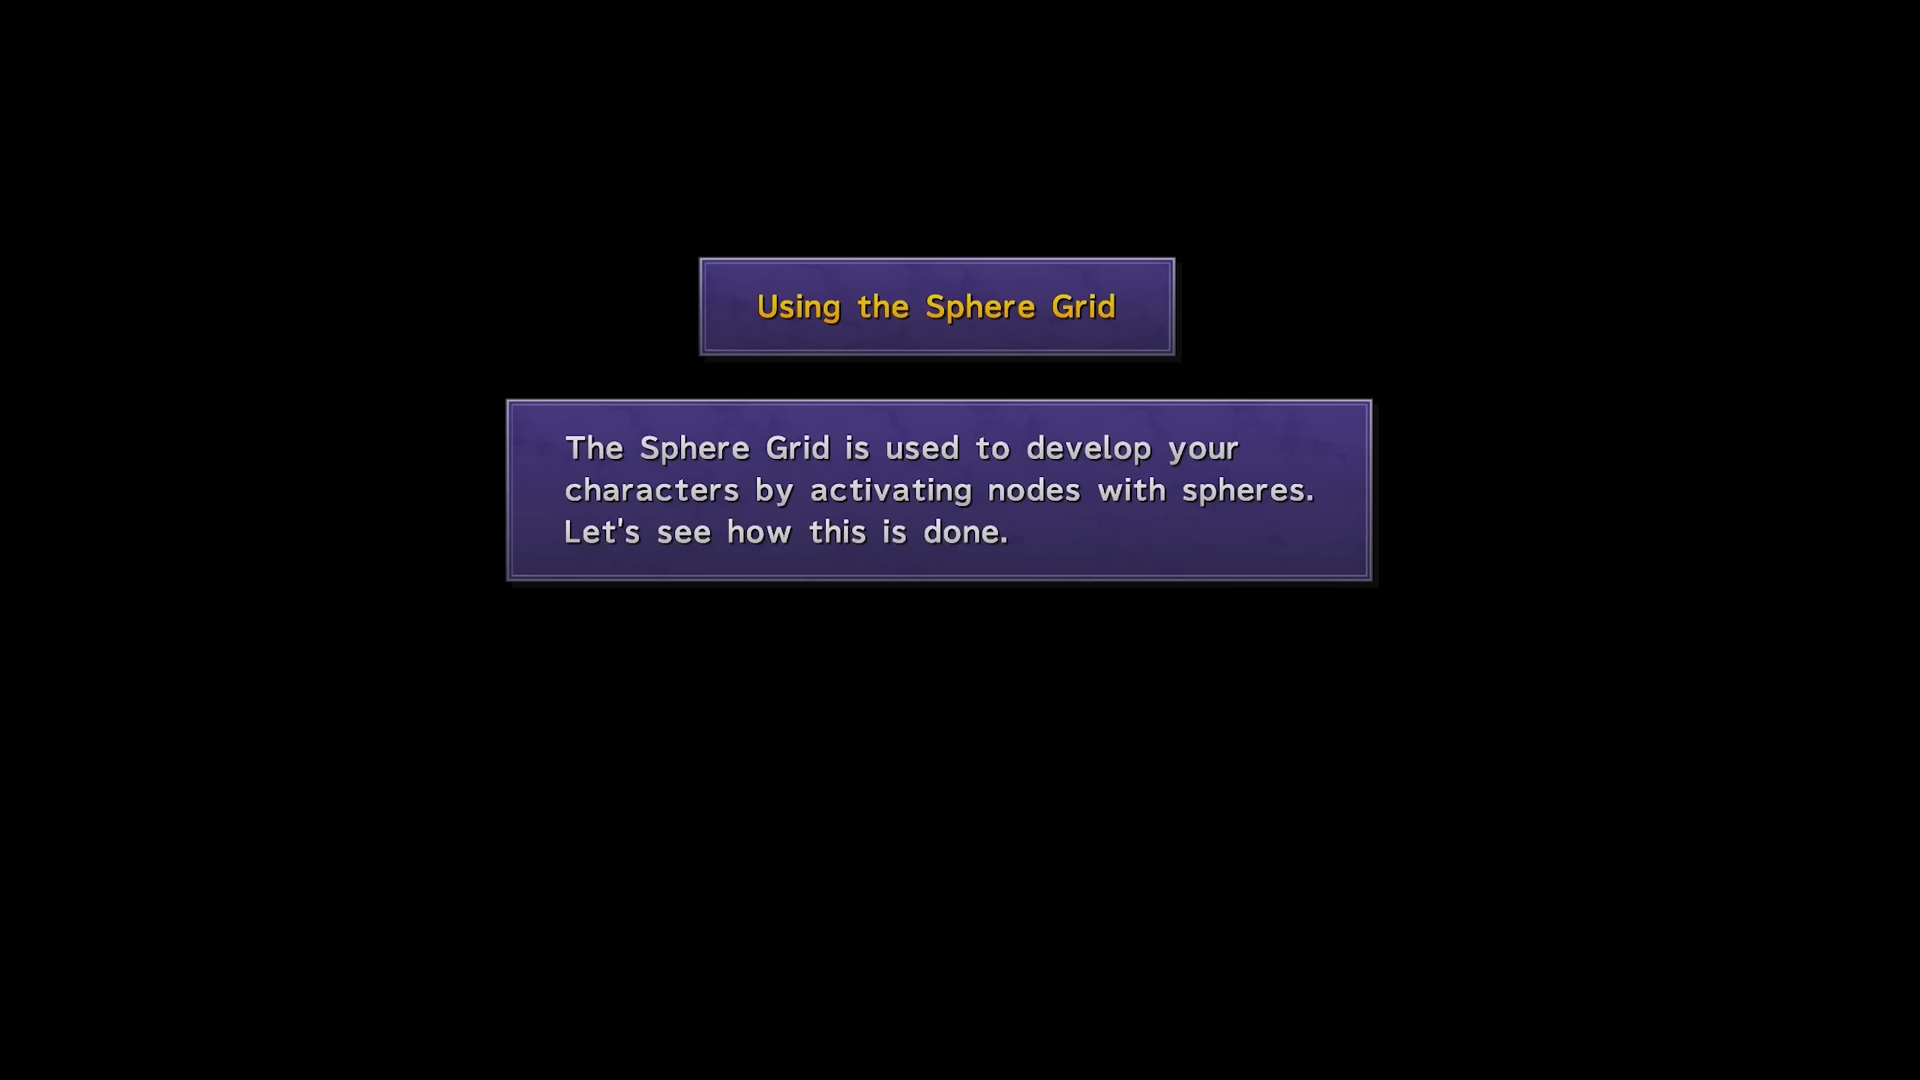 Using the Sphere Grid
The Sphere Grid is used to develop your
characters by activating nodes with spheres.
Let's see how this is done.